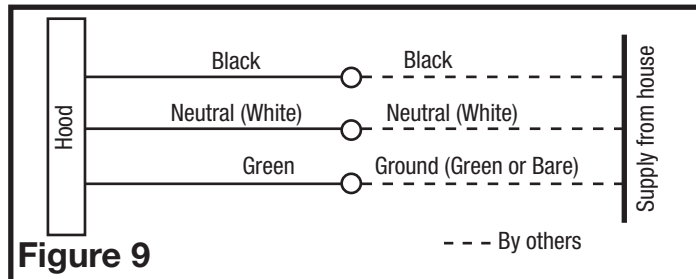 Black Black
Neutral (White) Neutral (White)
Green Ground (Green or Bare)
Hood
Supply from house
Figure 9
By others